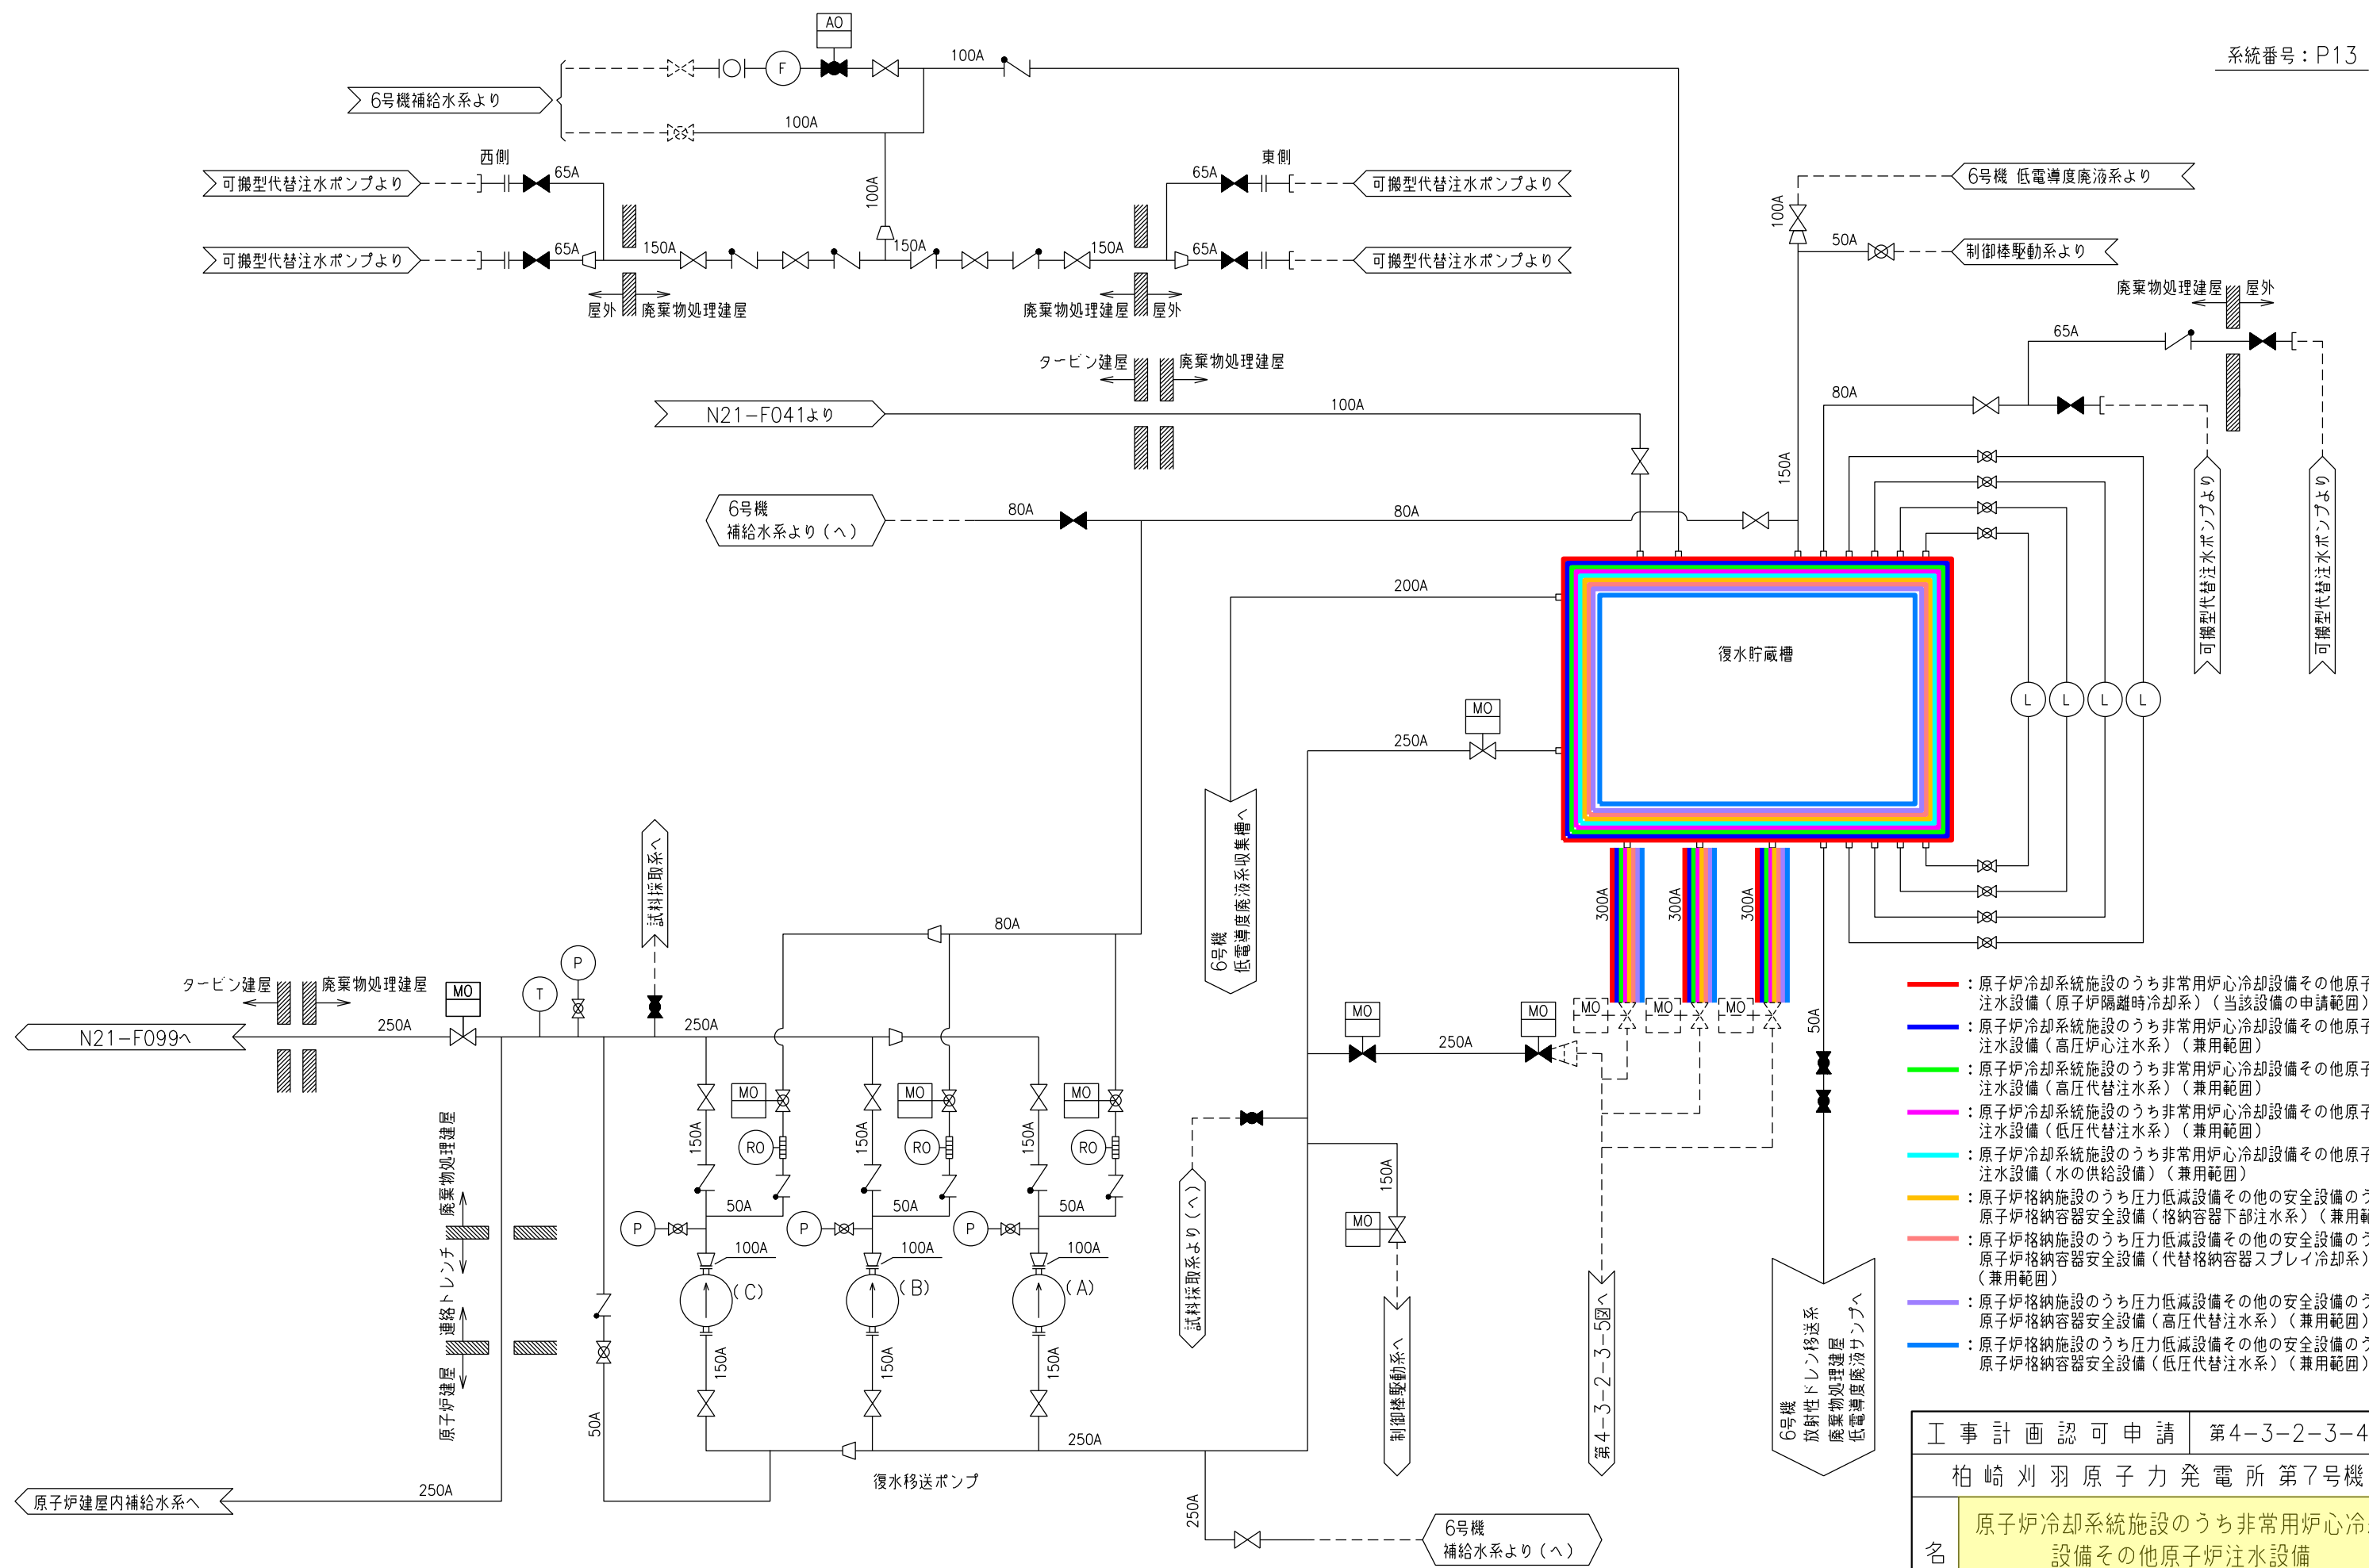 系統番号：P13
AO
F
100A
6号機補給水系より
100A
西側
65A
可搬型代替注水ポンプより
100A
東側
65A
可搬型代替注水ポンプより
可搬型代替注水ポンプより
65A
150A
150A
150A
65A
可搬型代替注水ポンプより
屋外
廃棄物処理建屋
廃棄物処理建屋
屋外
6号機 低電導度廃液系より
100A
50A
制御棒駆動系より
廃棄物処理建屋
屋外
65A
80A
150A
可搬型代替注水ポンプより
可搬型代替注水ポンプより
タービン建屋
廃棄物処理建屋
N21-F041より
100A
6号機
補給水系より（へ）
80A
80A
200A
復水貯蔵槽
MO
250A
L
L
L
L
6号機
低電導度廃液系収集槽へ
300A
300A
300A
MO
MO
MO
50A
試料採取系へ
80A
タービン建屋
廃棄物処理建屋
MO
T
P
N21-F099へ
250A
250A
MO
MO
MO
150A
150A
150A
RO
RO
RO
50A
50A
50A
P
P
P
100A
100A
100A
(C)
(B)
(A)
150A
150A
150A
廃棄物処理建屋
連絡トレンチ
原子炉建屋
50A
250A
復水移送ポンプ
原子炉建屋内補給水系へ
250A
250A
6号機
補給水系より（へ）
MO
250A
MO
試料採取系より（へ）
150A
MO
制御棒駆動系へ
第4-3-2-3-5図へ
6号機
放射性ドレン移送系
廃棄物処理建屋
低電導度廃液サンプへ
：原子炉冷却系統施設のうち非常用炉心冷却設備その他原子
注水設備（原子炉隔離時冷却系）（当該設備の申請範囲）
：原子炉冷却系統施設のうち非常用炉心冷却設備その他原子
注水設備（高圧炉心注水系）（兼用範囲）
：原子炉冷却系統施設のうち非常用炉心冷却設備その他原子
注水設備（高圧代替注水系）（兼用範囲）
：原子炉冷却系統施設のうち非常用炉心冷却設備その他原子
注水設備（低圧代替注水系）（兼用範囲）
：原子炉冷却系統施設のうち非常用炉心冷却設備その他原子
注水設備（水の供給設備）（兼用範囲）
：原子炉格納施設のうち圧力低減設備その他の安全設備のう
原子炉格納容器安全設備（格納容器下部注水系）（兼用範
：原子炉格納施設のうち圧力低減設備その他の安全設備のう
原子炉格納容器安全設備（代替格納容器スプレイ冷却系）
（兼用範囲）
：原子炉格納施設のうち圧力低減設備その他の安全設備のう
原子炉格納容器安全設備（高圧代替注水系）（兼用範囲）
：原子炉格納施設のうち圧力低減設備その他の安全設備のう
原子炉格納容器安全設備（低圧代替注水系）（兼用範囲）
工事計画認可申請 第4-3-2-3-4
柏崎刈羽原子力発電所第7号機
名
原子炉冷却系統施設のうち非常用炉心冷
設備その他原子炉注水設備